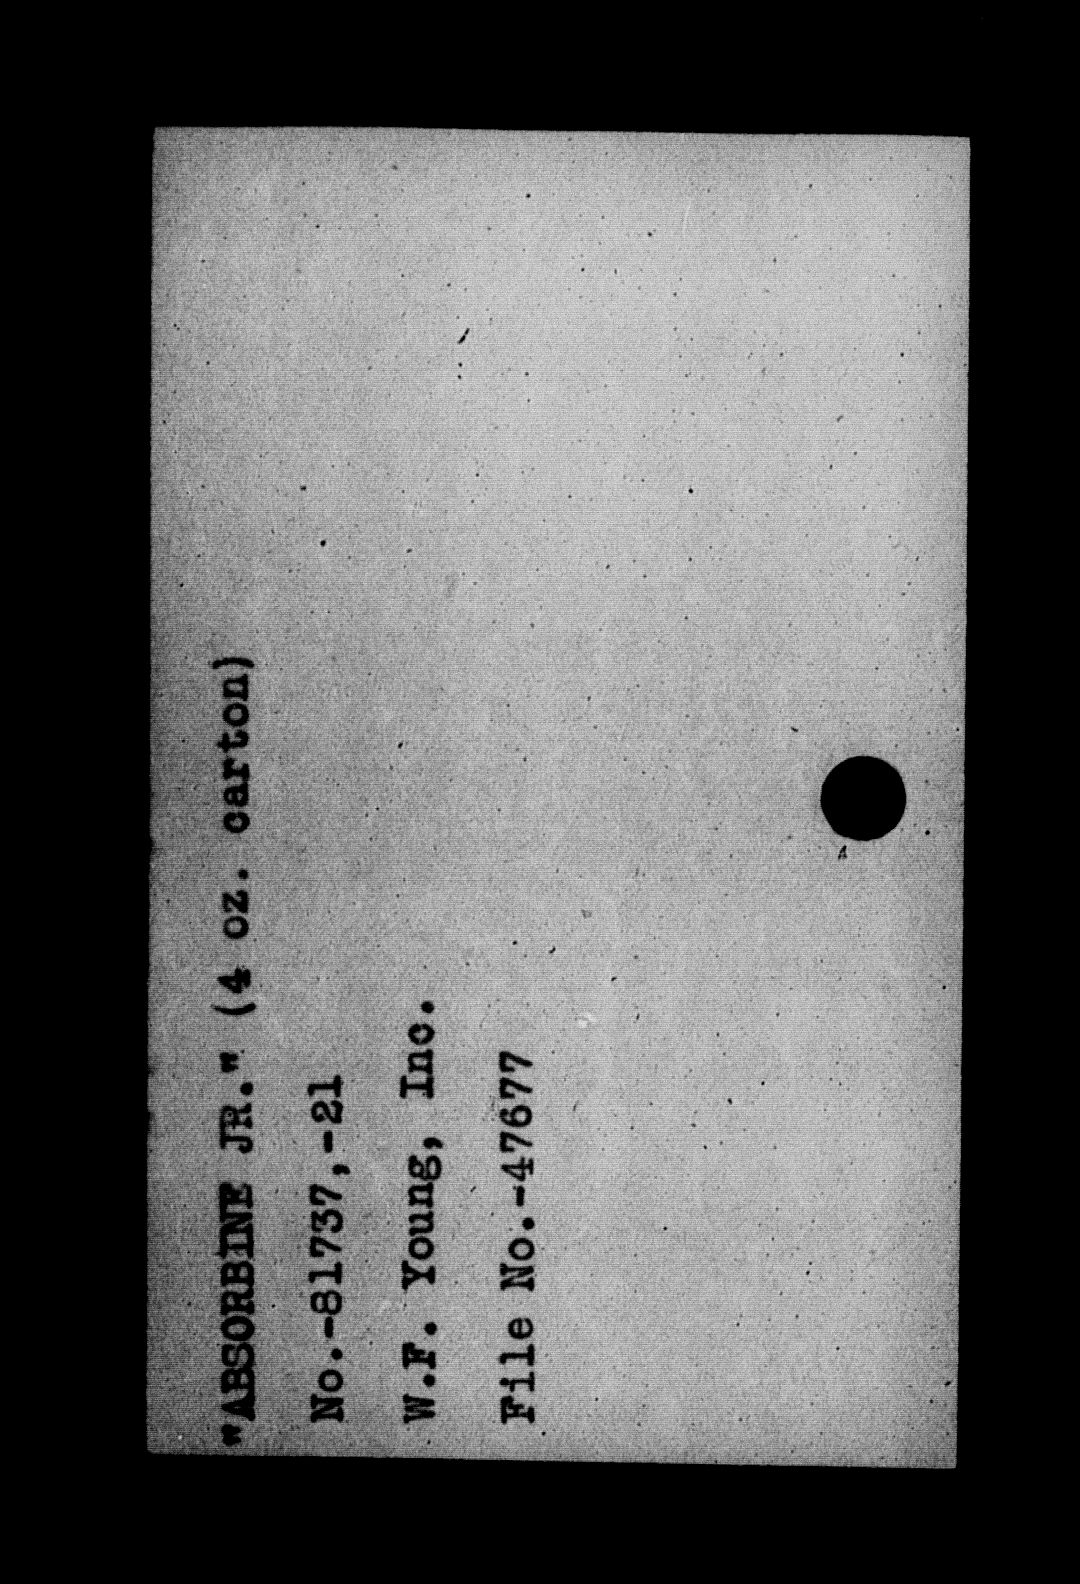 "ABSORBINE JR." (4 oz. carton)
No.-81737,-21
W.F. Young, Inc.
File No.-47677